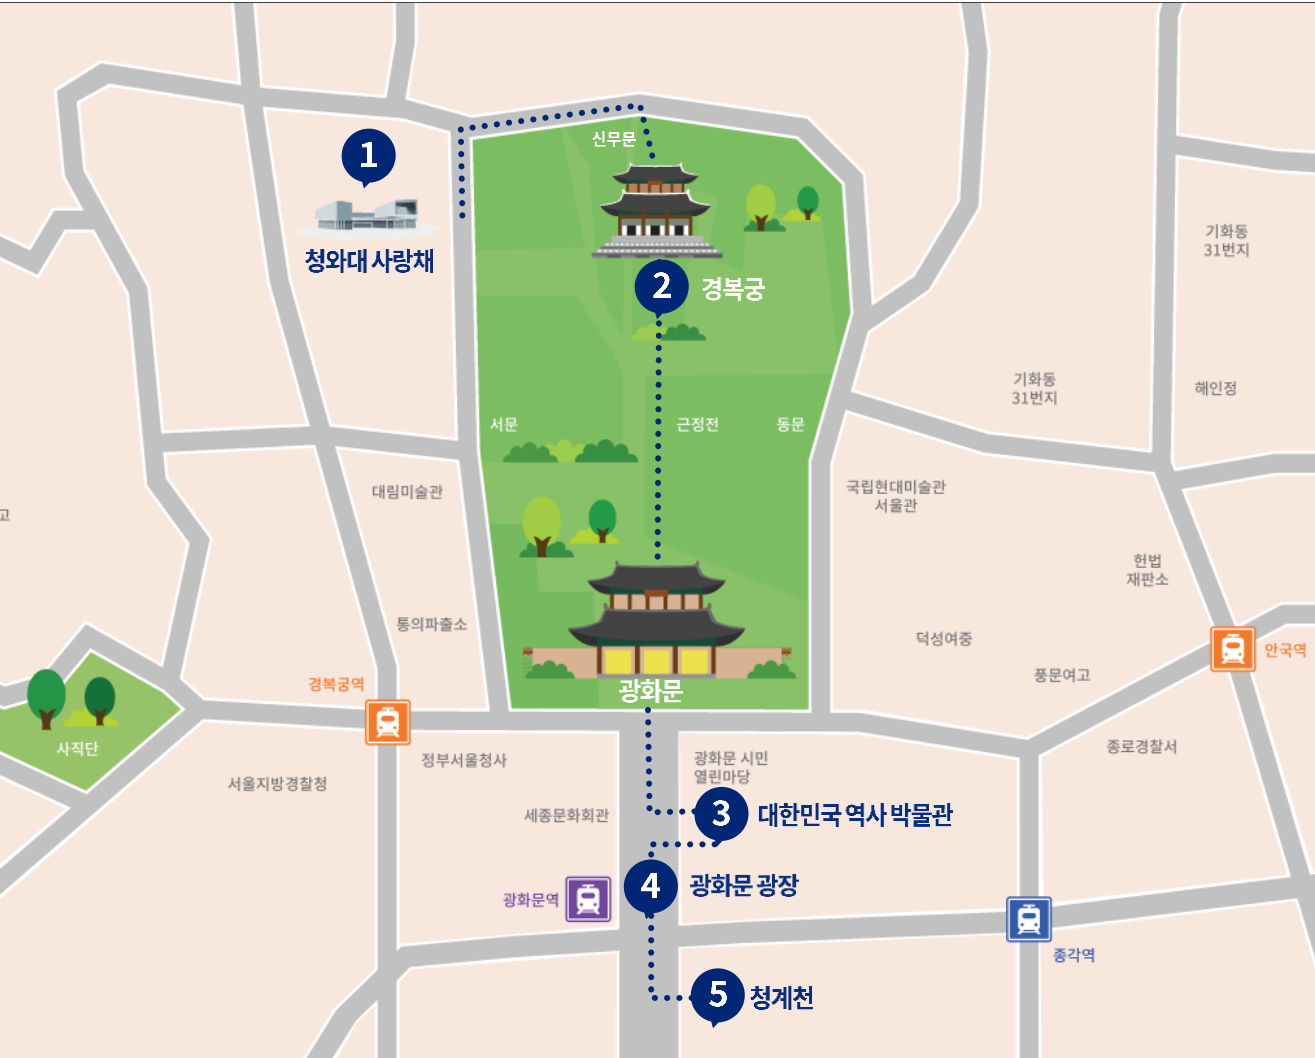 신무문
1
청와대 사랑채
기화동
31번지
2
경복궁
기화동
31번지
해인정
서문
근정전
동문
대림미술관
국립현대미술관
서울관
고
헌법
재판소
통의파출소
덕성여중
안국역
풍문여고
경복궁역
광화문
사직단
정부서울청사
광화문 시민
열린마당
종로경찰서
서울지방경찰청
세종문화회관
3
대한민국 역사 박물관
4
광화문 광장
광화문역
종각역
5
청계천